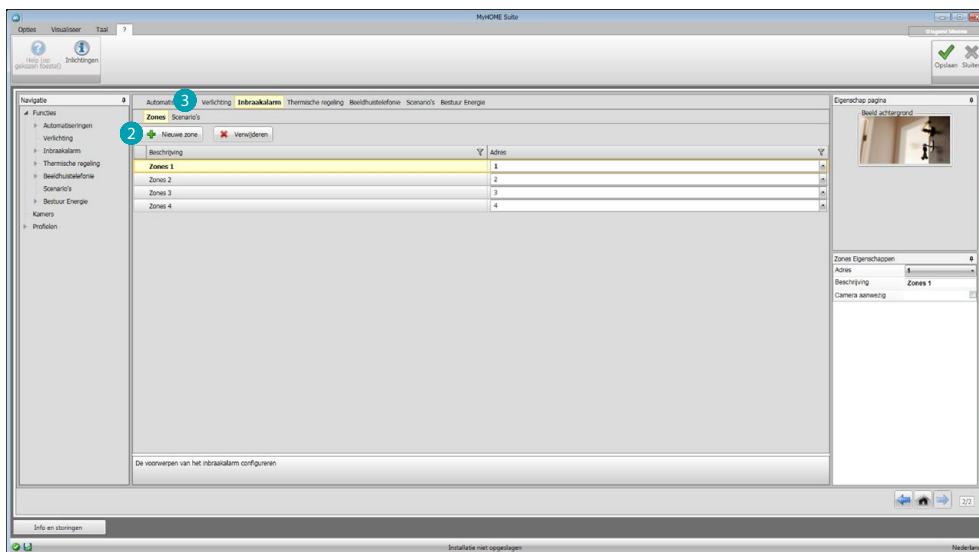 MyHOME Suite
Opties Visualiseer Taal ?
Help (op gekozen toestel)
Inlichtingen
Opslaan Sluiten
Navigatie
Functies
Automatiseringen
Verlichting
Inbraakalarm
Thermische regeling
Beeldhuistelefonie
Scenario's
Bestuur Energie
Kamers
Profielen
3
Verlichting Inbraakalarm Thermische regeling Beeldhuistelefonie Scenario's Bestuur Energie
Zones Scenario's
2
Nieuwe zone Verwijderen
Beschrijving Adres
Zones 1 1
Zones 2 2
Zones 3 3
Zones 4 4
De voorwerpen van het inbraakalarm configureren
Eigenschap pagina
Beeld achtergrond
Zones Eigenschappen
Adres 1
Beschrijving Zones 1
Camera aanwezig
2/2
Info en storingen
Installatie niet opgeslagen